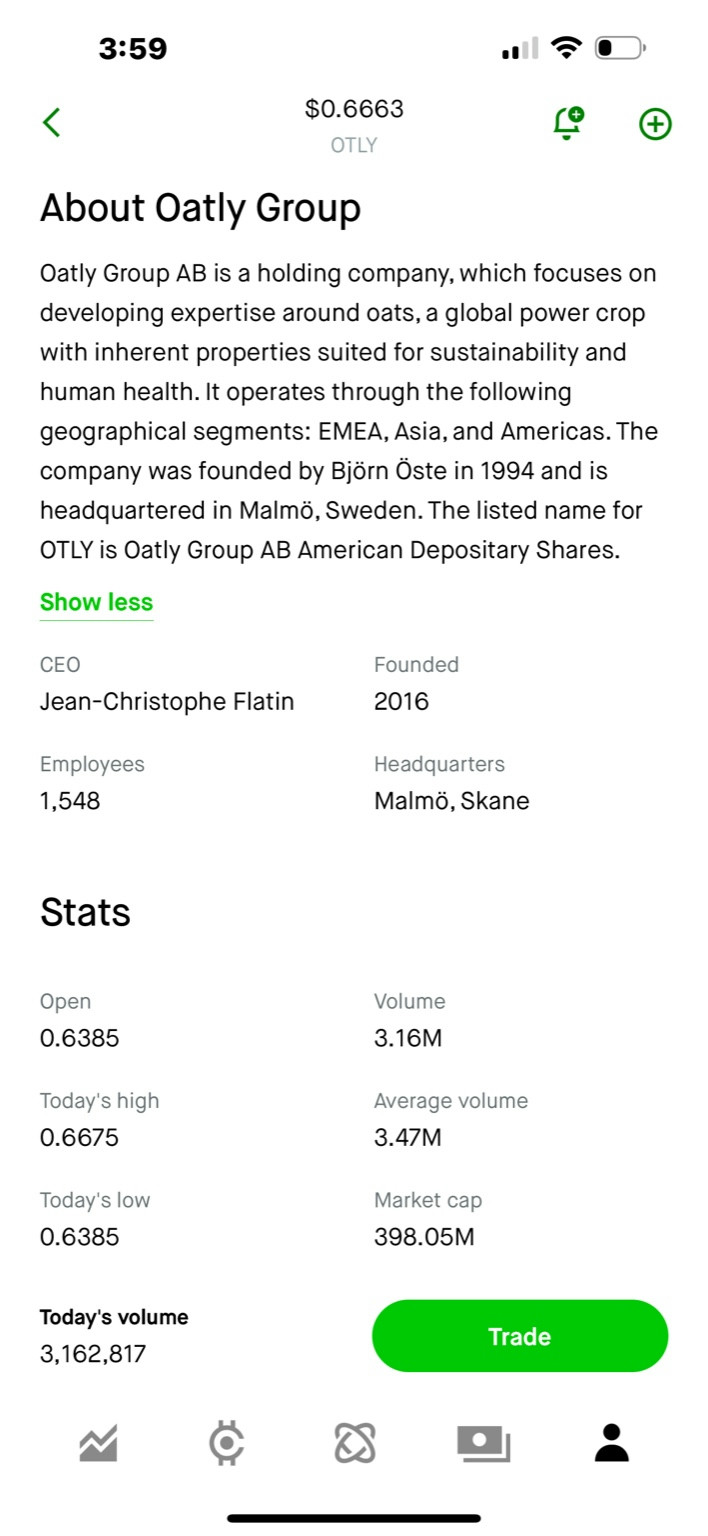 3:59
$0.6663
OTLY
About Oatly Group
Oatly Group AB is a holding company, which focuses on
developing expertise around oats, a global power crop
with inherent properties suited for sustainability and
human health. It operates through the following
geographical segments: EMEA, Asia, and Americas. The
company was founded by Björn Öste in 1994 and is
headquartered in Malmö, Sweden. The listed name for
OTLY is Oatly Group AB American Depositary Shares.
Show less
CEO
Jean-Christophe Flatin
Founded
2016
Employees
1,548
Headquarters
Malmö, Skane
Stats
Open
0.6385
Volume
3.16M
Today's high
0.6675
Average volume
3.47M
Today's low
0.6385
Market cap
398.05M
Today's volume
3,162,817
Trade